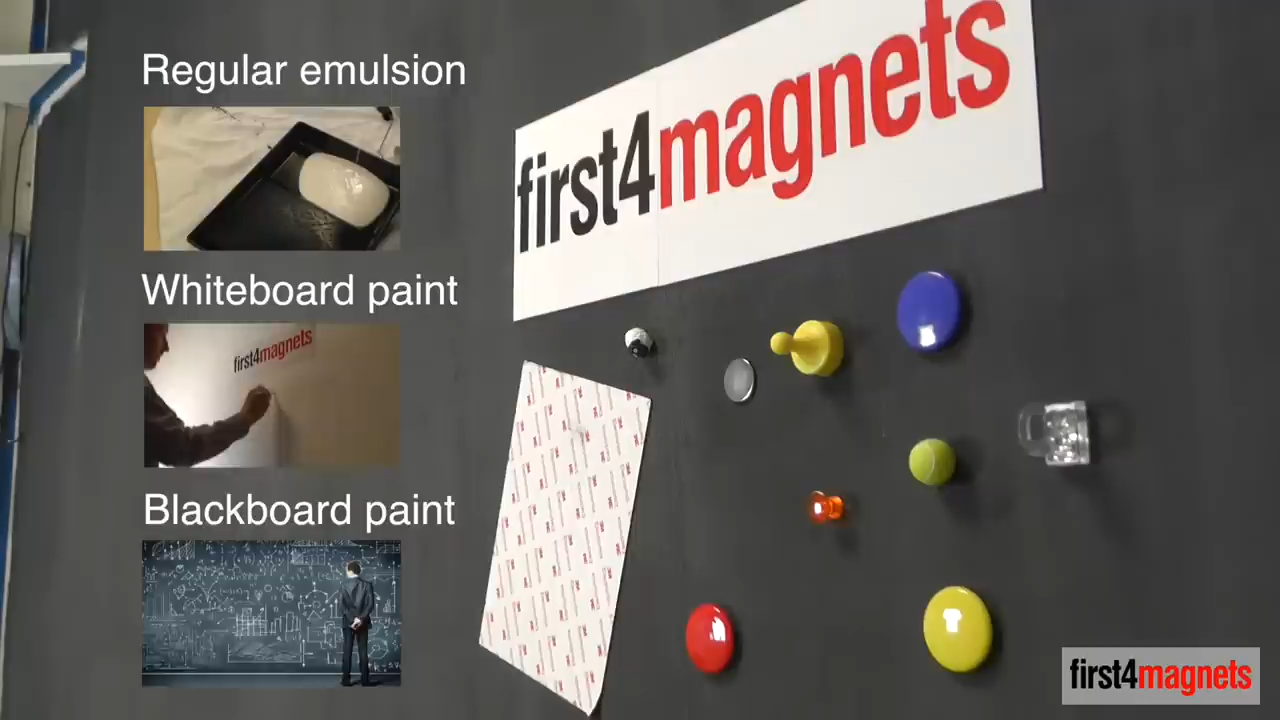 Regular emulsion
first4magnets
Whiteboard paint
first4magnets
Blackboard paint
first4magnets